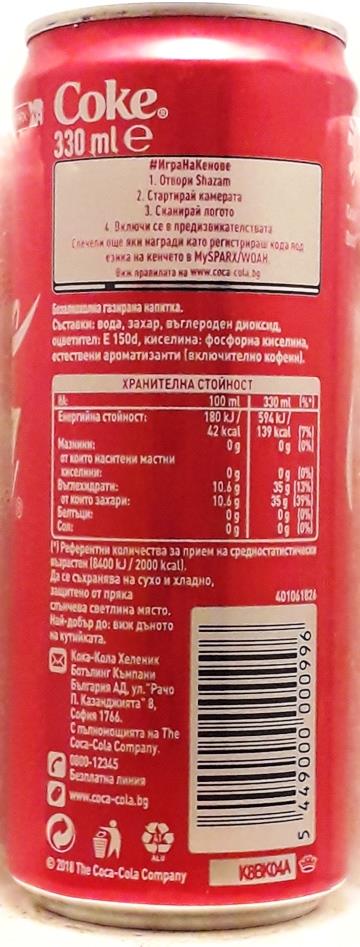 Coke®
330 ml e
#ИграНаКенове
1. Отвори Shazam
2. Стартирай камерата
3. Сканирай логото
4. Включи се в предизвикателствата
Спечели още яки награди като регистрираш кода под
езика на кенчето в MySPARX/WOAH.
Виж правилата на www.coca-cola.bg
Безалкохолна газирана напитка.
Съставки: вода, захар, въглероден диоксид,
оцветител: Е 150d, киселина: фосфорна киселина,
естествени ароматизанти (включително кофеин).
ХРАНИТЕЛНА СТОЙНОСТ
НА: 100 ml 330 ml (%*)
Енергийна стойност: 180 kJ / 594 kJ /
42 kcal 139 kcal (7%)
Мазнини: 0 g 0 g (0%)
от които наситени мастни
киселини: 0 g 0 g (0%)
Въглехидрати: 10.6 g 35 g (13%)
от които захари: 10.6 g 35 g (39%)
Белтъци: 0 g 0 g (0%)
Сол: 0 g 0 g (0%)
(*) Референтни количества за прием на средностатистически
възрастен (8400 kJ / 2000 kcal).
Да се съхранява на сухо и хладно,
защитено от пряка
слънчева светлина място.
Най-добър до: виж дъното
на кутийката.
401061826
Кока-Кола Хеленик
Ботълинг Къмпани
България АД, ул."Рачо
П. Казанджията" 8,
София 1766.
С пълномощията на The
Coca-Cola Company.
0800-12345
Безплатна линия
www.coca-cola.bg
5 449000 000996
ALU
© 2018 The Coca-Cola Company
K8BK04A